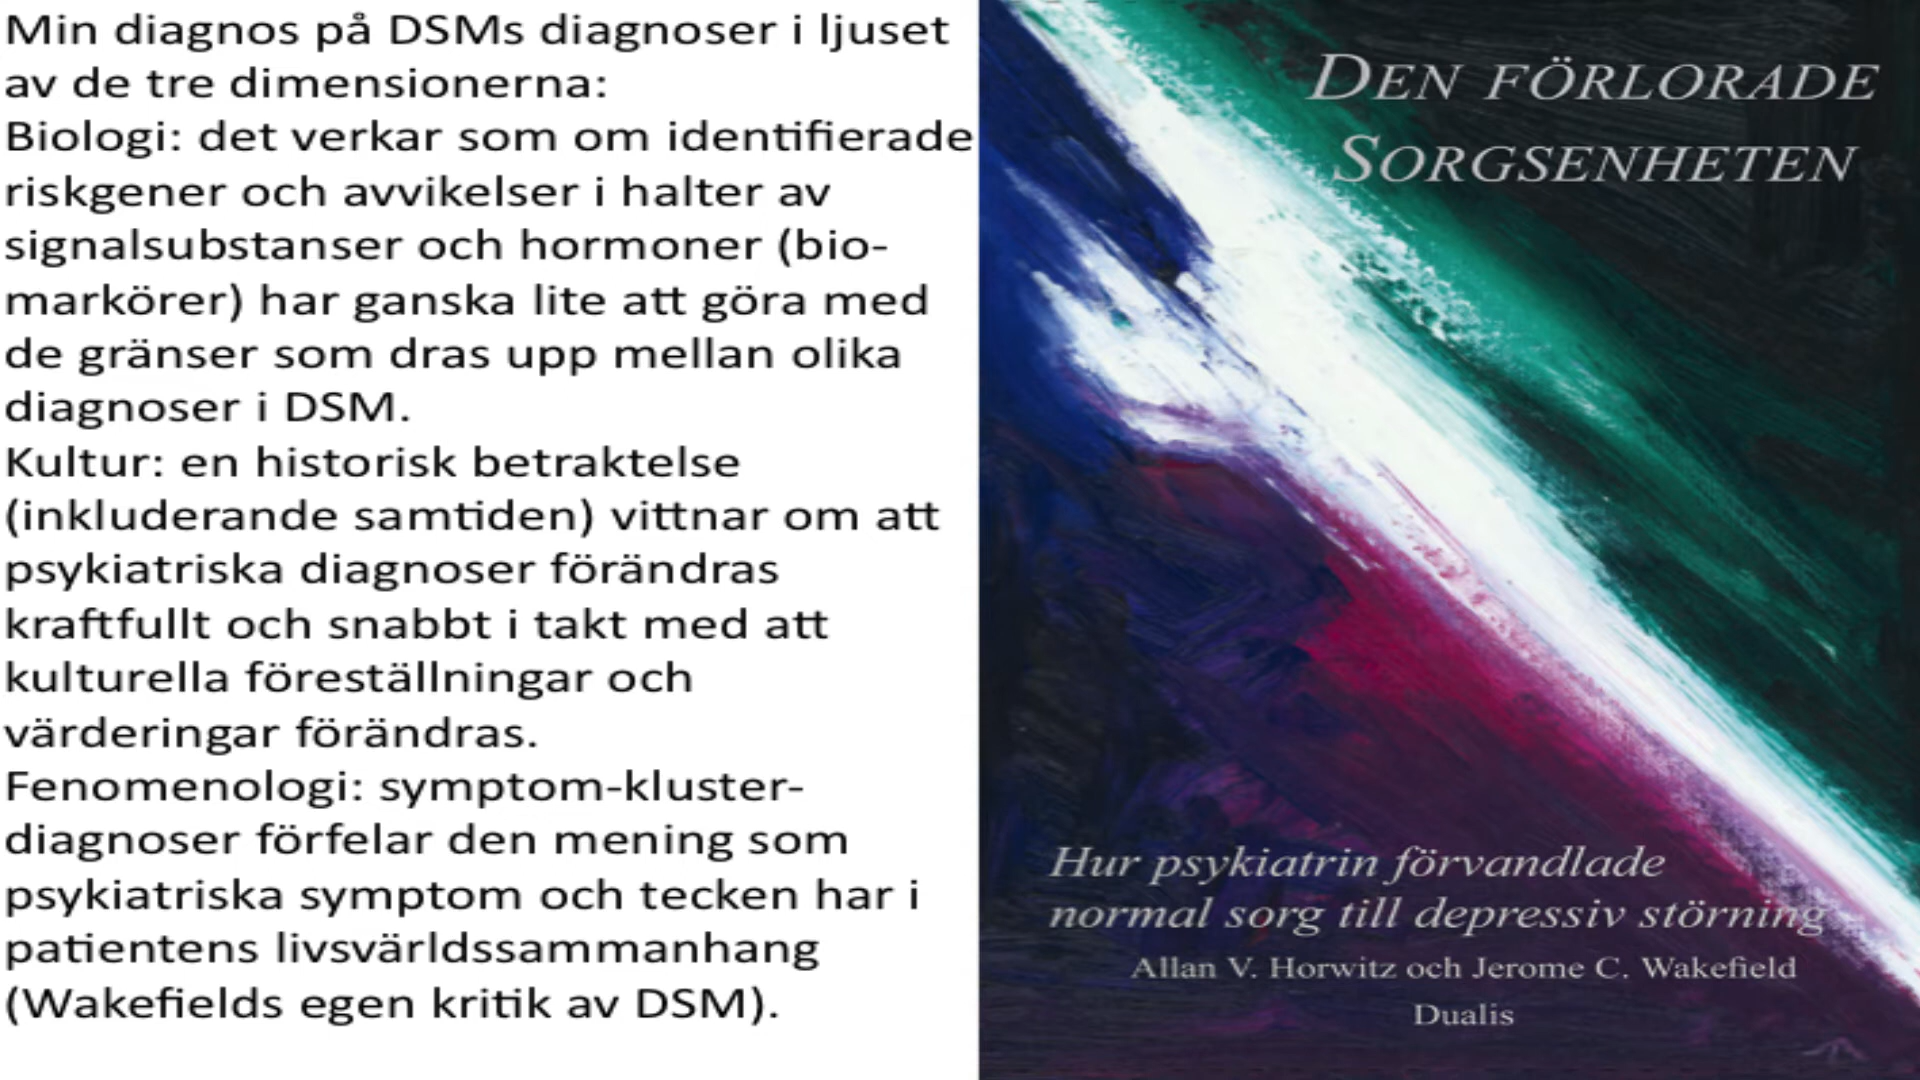 Min diagnos på DSMs diagnoser i ljuset
av de tre dimensionerna:
Biologi: det verkar som om identifierade
riskgener och avvikelser i halter av
signalsubstanser och hormoner (bio-
markörer) har ganska lite att göra med
de gränser som dras upp mellan olika
diagnoser i DSM.
Kultur: en historisk betraktelse
(inkluderande samtiden) vittnar om att
psykiatriska diagnoser förändras
kraftfullt och snabbt i takt med att
kulturella föreställningar och
värderingar förändras.
Fenomenologi: symptom-kluster-
diagnoser förfelar den mening som
psykiatriska symptom och tecken har i
patientens livsvärldssammanhang
(Wakefields egen kritik av DSM).
DEN FÖRLORADE
SORGSENHETEN
Hur psykiatrin förvandlade
normal sorg till depressiv störning
Allan V. Horwitz och Jerome C. Wakefield
Dualis